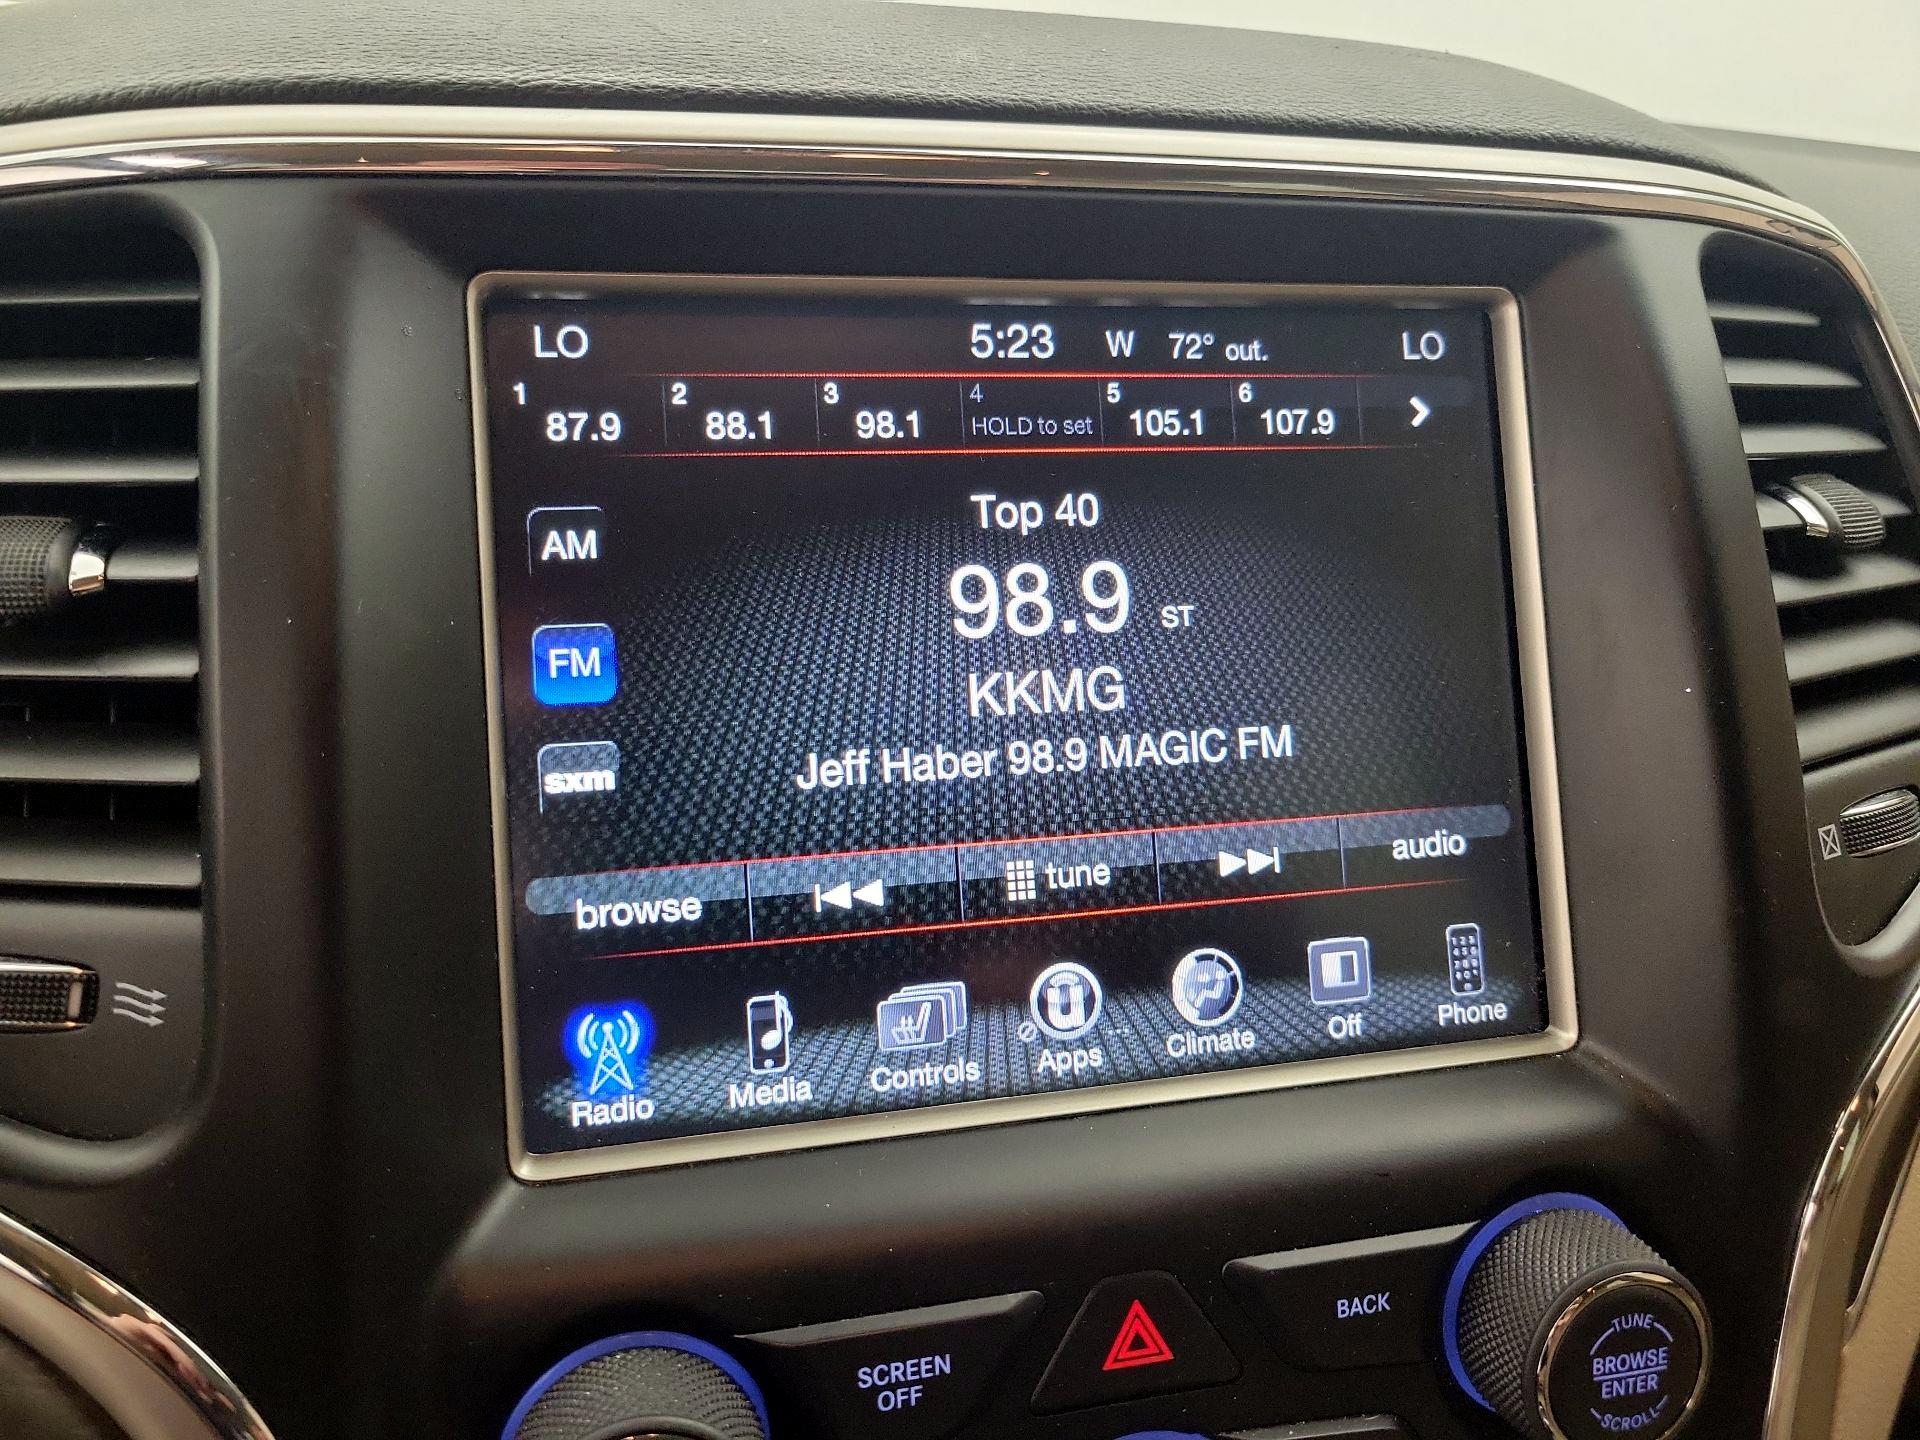 LO 5:23 W 72° out. LO
1 87.9 2 88.1 3 98.1 4 HOLD to set 5 105.1 6 107.9
Top 40
AM
98.9 ST
FM
KKMG
Jeff Haber 98.9 MAGIC FM
sxm
browse tune audio
Radio Media Controls Apps Climate Off Phone
SCREEN
OFF
BACK
TUNE
BROWSE
ENTER
SCROLL